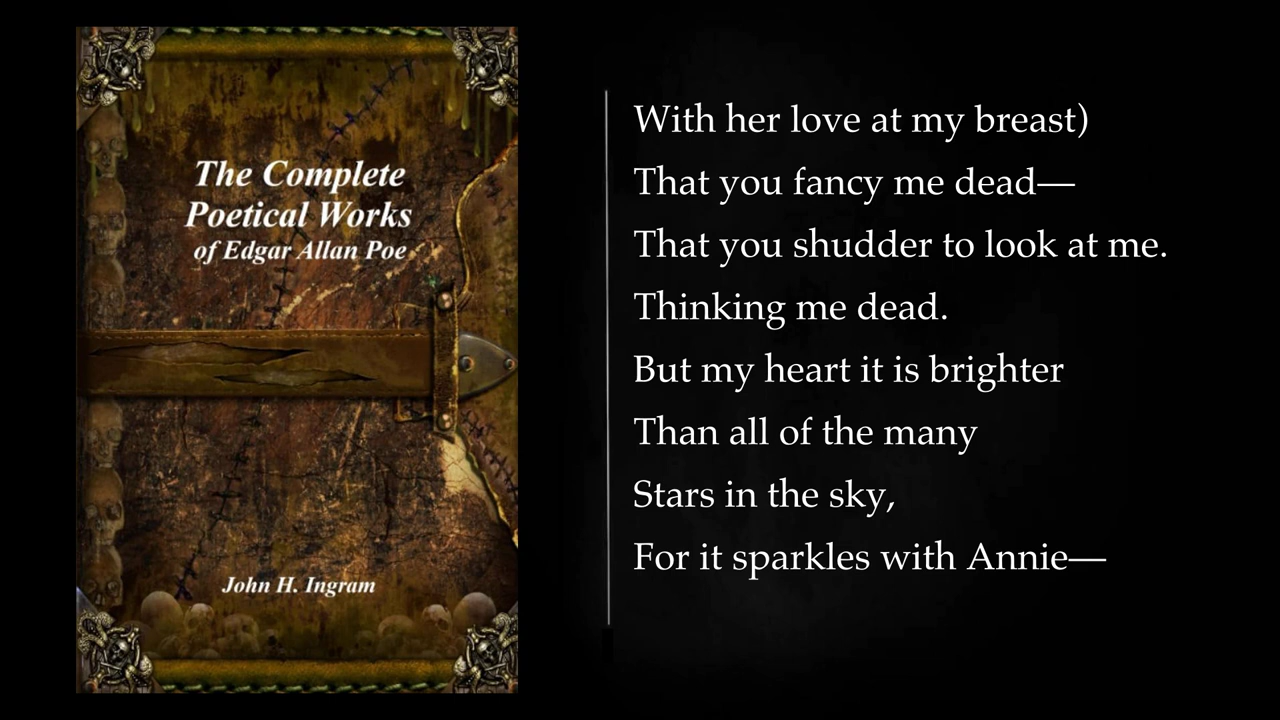 The Complete
Poetical Works
of Edgar Allan Poe
John H. Ingram
With her love at my breast)
That you fancy me dead—
That you shudder to look at me.
Thinking me dead.
But my heart it is brighter
Than all of the many
Stars in the sky,
For it sparkles with Annie—